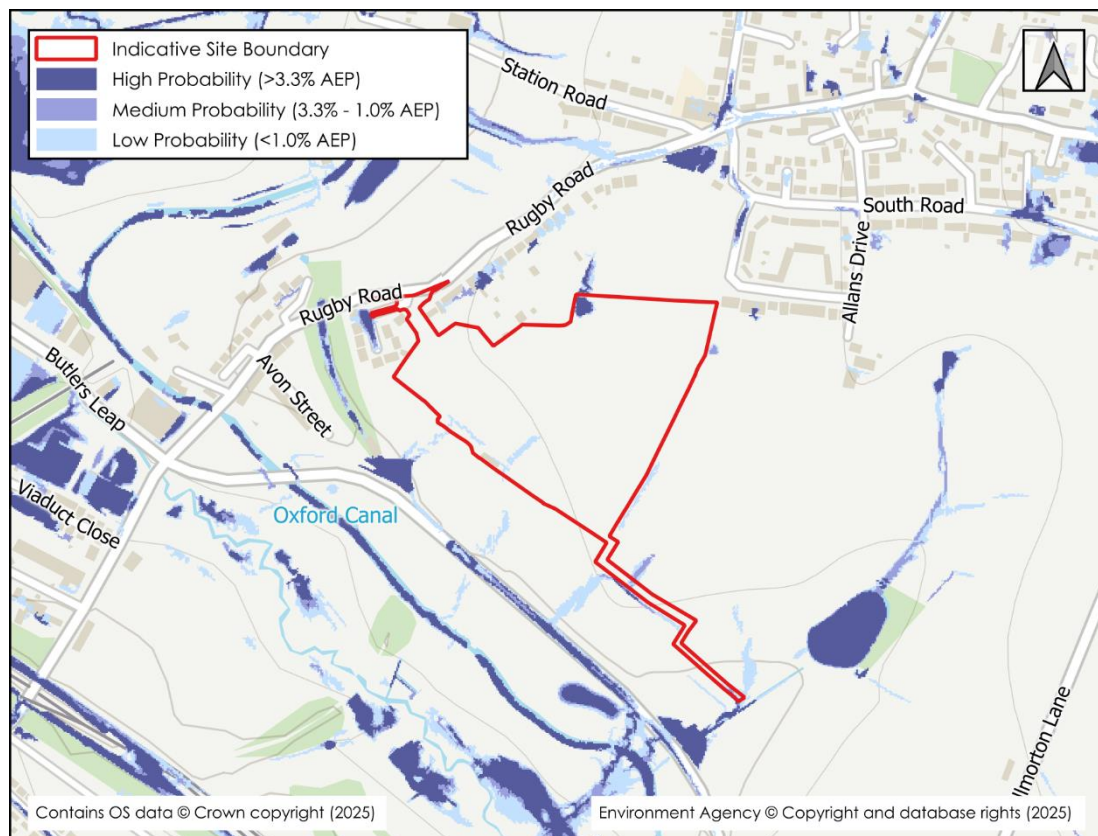 Indicative Site Boundary
High Probability (>3.3% AEP)
Medium Probability (3.3% - 1.0% AEP)
Low Probability (<1.0% AEP)
Station Road
Rugby Road
South Road
Allans Drive
Rugby Road
Avon Street
Butlers Leap
Viaduct Close
Oxford Canal
llmorton Lane
Contains OS data © Crown copyright (2025)
Environment Agency © Copyright and database rights (2025)